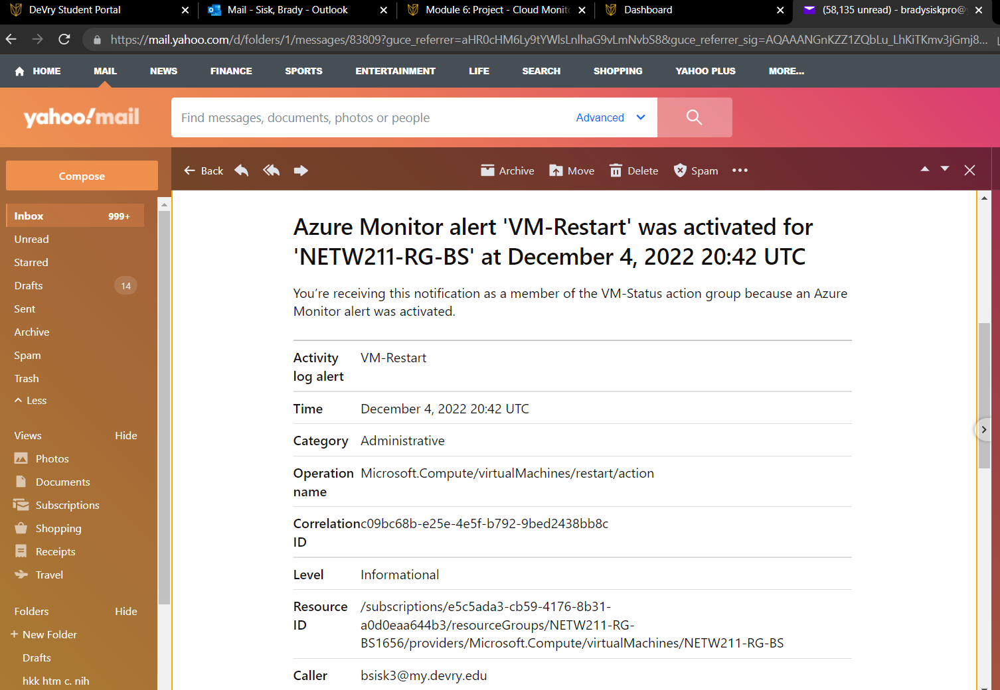 DeVry Student Portal
Mail - Sisk, Brady - Outlook
Module 6: Project - Cloud Monito
Dashboard
(58,135 unread) - bradysiskpro@
https://mail.yahoo.com/d/folders/1/messages/83809?guce_referrer=aHR0cHM6Ly9tYWlsLnlhaG9vLmNvbS8&guce_referrer_sig=AQAAANGnKZZ1ZQbLu_LhKiTKmv3jGmj8...
HOME MAIL NEWS FINANCE SPORTS ENTERTAINMENT LIFE SEARCH SHOPPING YAHOO PLUS MORE...
yahoo!mail
Find messages, documents, photos or people
Advanced
Compose
Back
Archive
Move
Delete
Spam
Inbox 999+
Unread
Starred
Drafts 14
Sent
Archive
Spam
Trash
Less
Views Hide
Photos
Documents
Subscriptions
Shopping
Receipts
Travel
Folders Hide
+ New Folder
Drafts
hkk htm c. nih
Azure Monitor alert 'VM-Restart' was activated for
'NETW211-RG-BS' at December 4, 2022 20:42 UTC
You’re receiving this notification as a member of the VM-Status action group because an Azure
Monitor alert was activated.
Activity VM-Restart
log alert
Time December 4, 2022 20:42 UTC
Category Administrative
Operation Microsoft.Compute/virtualMachines/restart/action
name
Correlation c09bc68b-e25e-4e5f-b792-9bed2438bb8c
ID
Level Informational
Resource /subscriptions/e5c5ada3-cb59-4176-8b31-
ID a0d0eaa644b3/resourceGroups/NETW211-RG-
BS1656/providers/Microsoft.Compute/virtualMachines/NETW211-RG-BS
Caller bsisk3@my.devry.edu